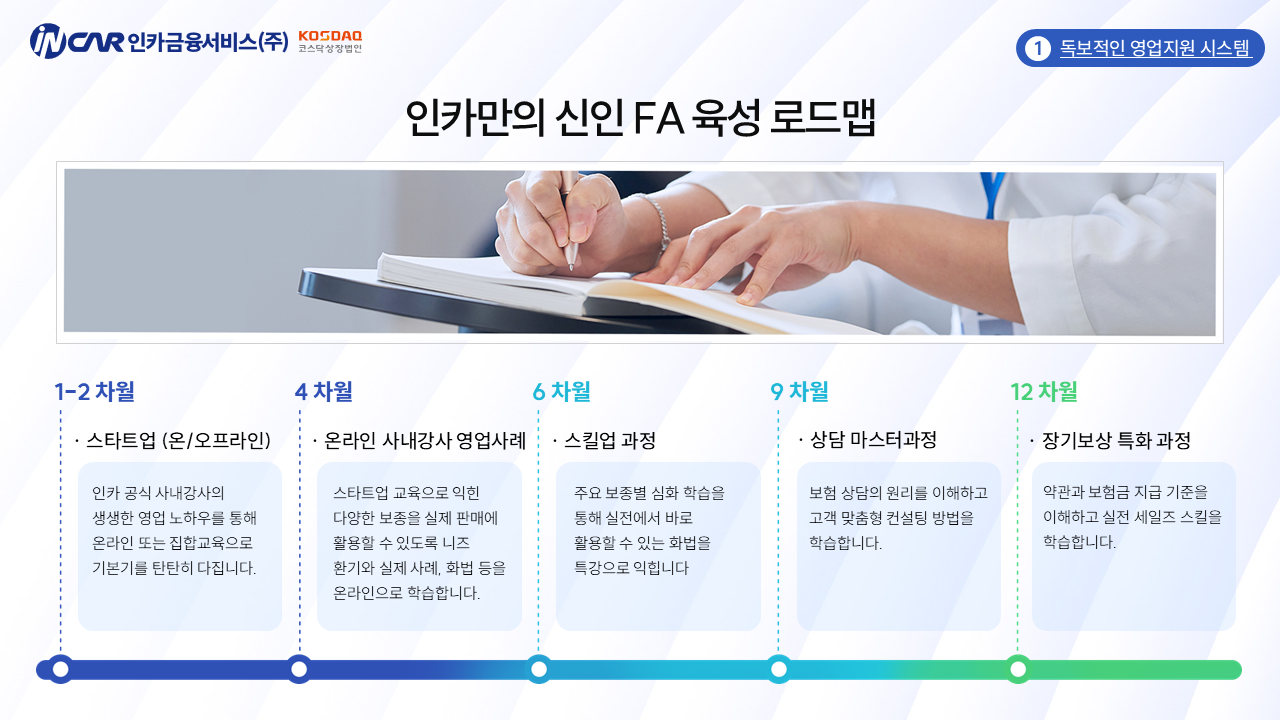 iNCAR 인카금융서비스(주) KOSDAQ
코스닥상장법인
1 독보적인 영업지원 시스템
인카만의 신인 FA 육성 로드맵
1-2 차월
· 스타트업 (온/오프라인)
인카 공식 사내강사의
생생한 영업 노하우를 통해
온라인 또는 집합교육으로
기본기를 탄탄히 다집니다.
4 차월
· 온라인 사내강사 영업사례
스타트업 교육으로 익힌
다양한 보종을 실제 판매에
활용할 수 있도록 니즈
환기와 실제 사례, 화법 등을
온라인으로 학습합니다.
6 차월
· 스킬업 과정
주요 보종별 심화 학습을
통해 실전에서 바로
활용할 수 있는 화법을
특강으로 익힙니다
9 차월
· 상담 마스터과정
보험 상담의 원리를 이해하고
고객 맞춤형 컨설팅 방법을
학습합니다.
12 차월
· 장기보상 특화 과정
약관과 보험금 지급 기준을
이해하고 실전 세일즈 스킬을
학습합니다.